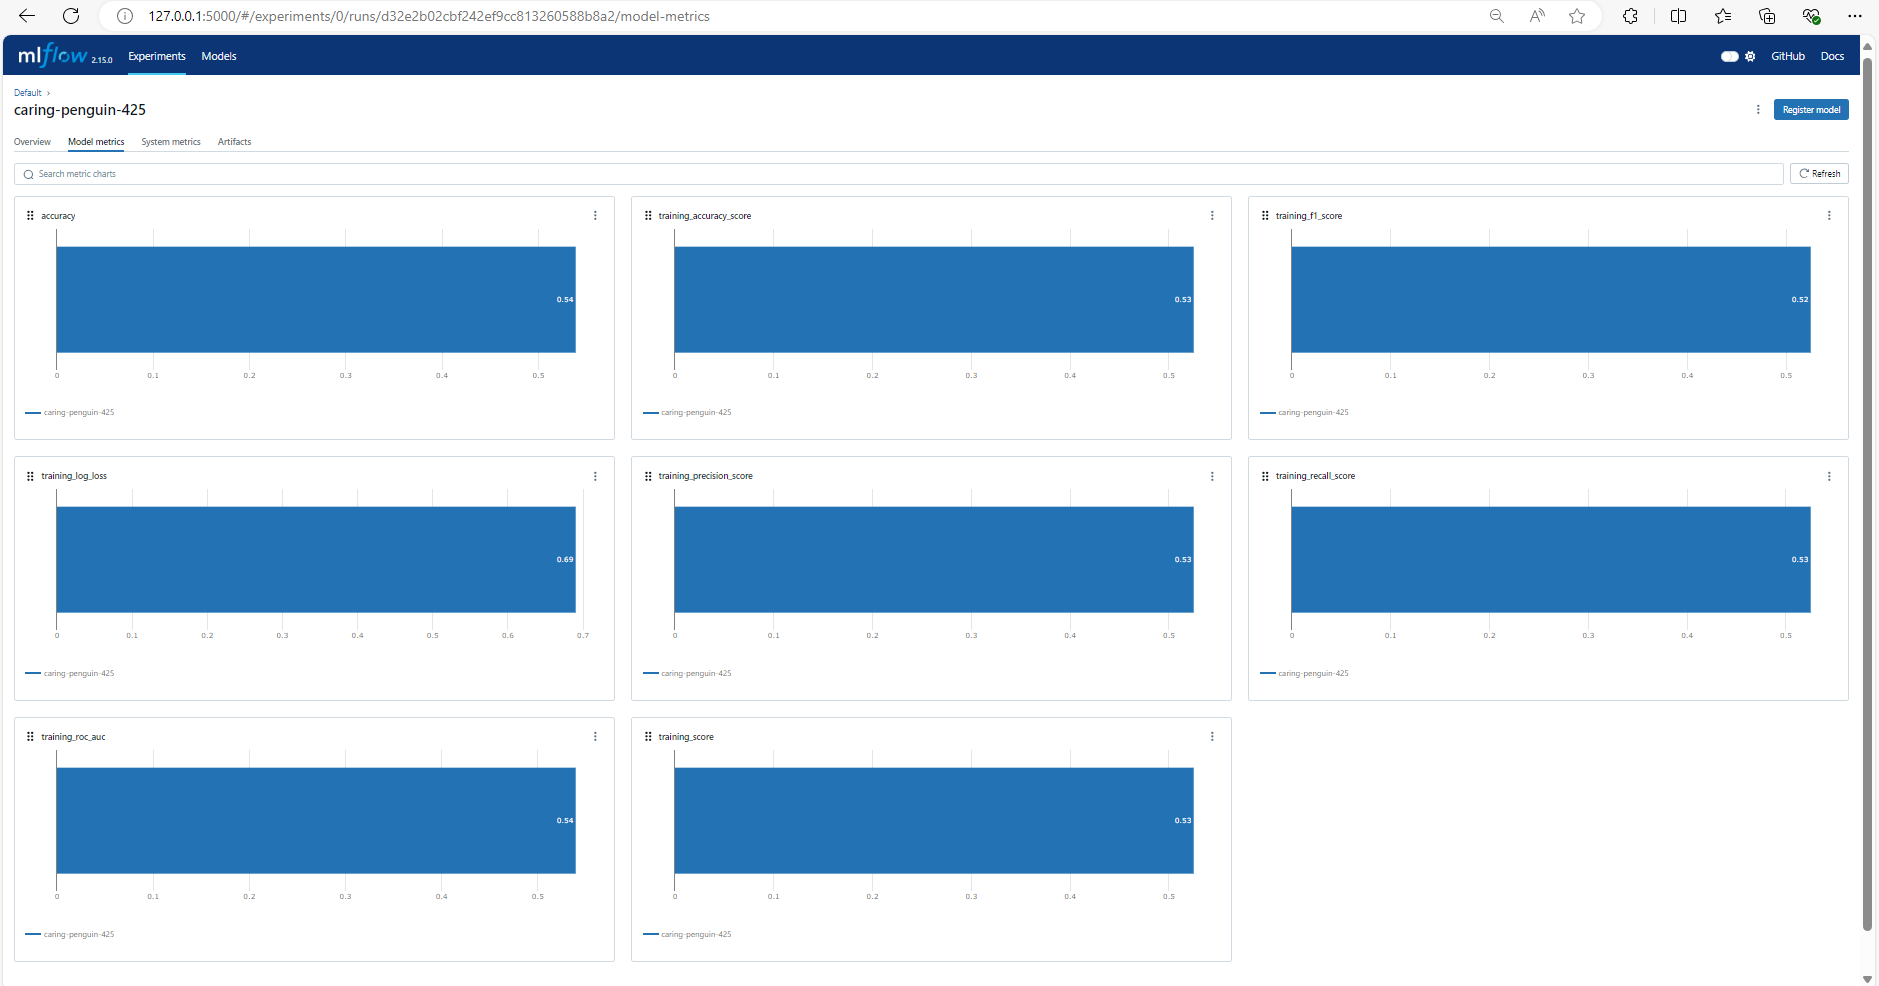 127.0.0.1:5000/#/experiments/0/runs/d32e2b02cbf242ef9cc813260588b8a2/model-metrics
mlflow 2.15.0 Experiments Models GitHub Docs
Default ›
caring-penguin-425 Register model
Overview Model metrics System metrics Artifacts
Search metric charts Refresh
accuracy
0.54
0 0.1 0.2 0.3 0.4 0.5
caring-penguin-425
training_accuracy_score
0.53
0 0.1 0.2 0.3 0.4 0.5
caring-penguin-425
training_f1_score
0.52
0 0.1 0.2 0.3 0.4 0.5
caring-penguin-425
training_log_loss
0.69
0 0.1 0.2 0.3 0.4 0.5 0.6 0.7
caring-penguin-425
training_precision_score
0.53
0 0.1 0.2 0.3 0.4 0.5
caring-penguin-425
training_recall_score
0.53
0 0.1 0.2 0.3 0.4 0.5
caring-penguin-425
training_roc_auc
0.54
0 0.1 0.2 0.3 0.4 0.5
caring-penguin-425
training_score
0.53
0 0.1 0.2 0.3 0.4 0.5
caring-penguin-425